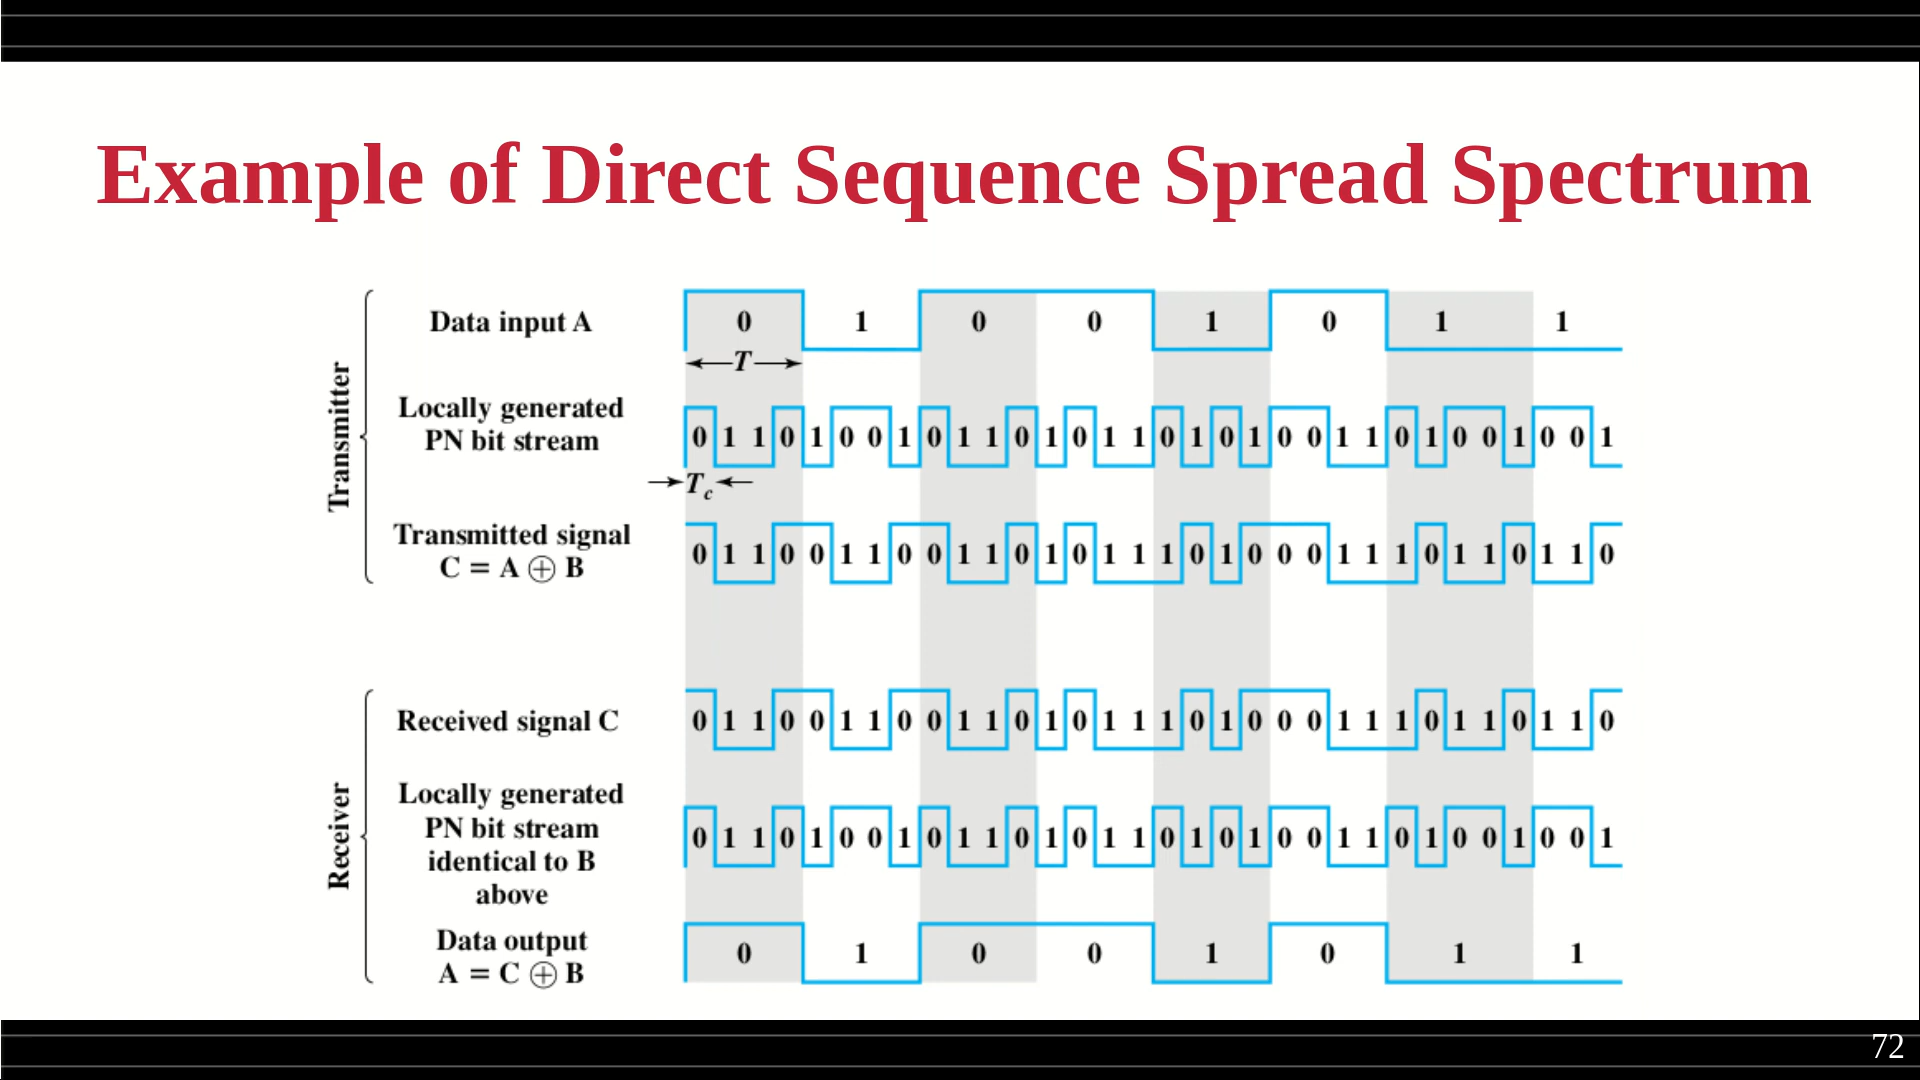 Example of Direct Sequence Spread Spectrum
Transmitter
Data input A
0 1 0 0 1 0 1 1
T
Locally generated
PN bit stream
0 1 1 0 1 0 0 1 0 1 1 0 1 0 1 1 0 1 0 1 0 0 1 1 0 1 0 0 1 0 0 1
Tc
Transmitted signal
C = A ⊕ B
0 1 1 0 0 1 1 0 0 1 1 0 1 0 1 1 1 0 1 0 0 0 1 1 1 0 1 1 0 1 1 0
Receiver
Received signal C
0 1 1 0 0 1 1 0 0 1 1 0 1 0 1 1 1 0 1 0 0 0 1 1 1 0 1 1 0 1 1 0
Locally generated
PN bit stream
identical to B
above
0 1 1 0 1 0 0 1 0 1 1 0 1 0 1 1 0 1 0 1 0 0 1 1 0 1 0 0 1 0 0 1
Data output
A = C ⊕ B
0 1 0 0 1 0 1 1
72